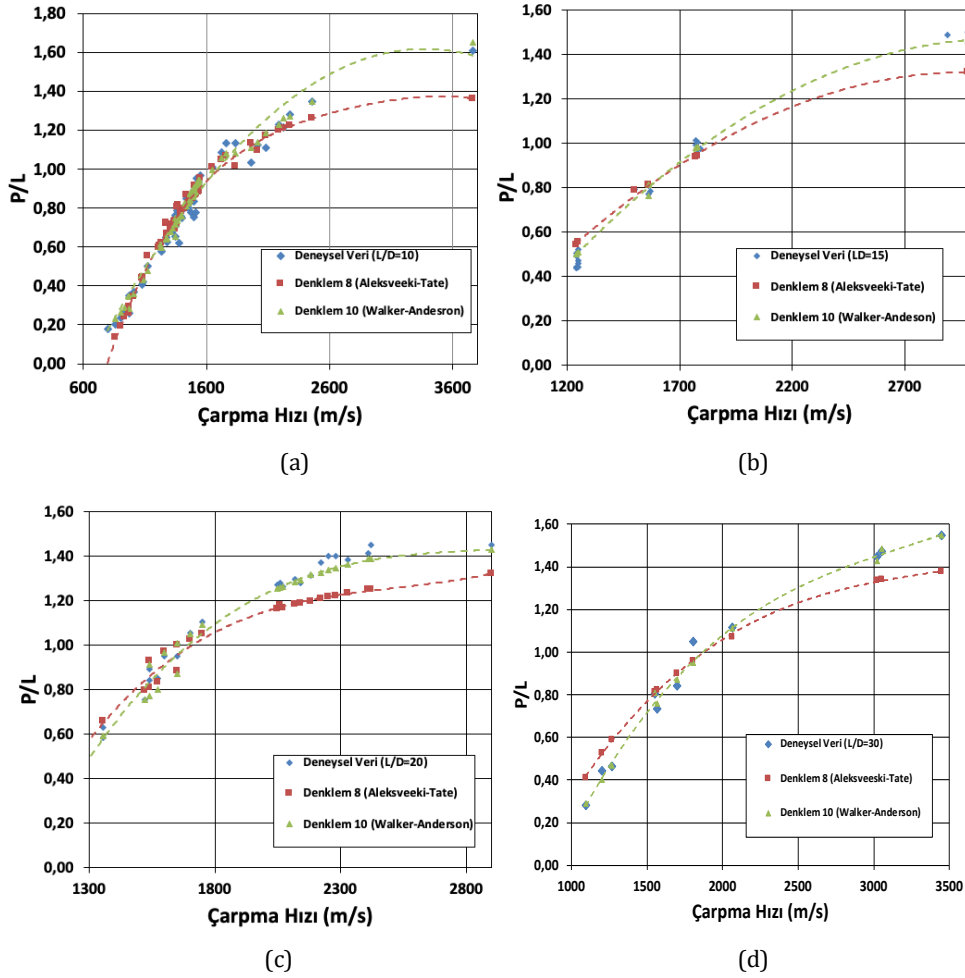 1,80
1,60
1,40
1,20
1,00
0,80
0,60
0,40
0,20
0,00
P/L
Deneysel Veri (L/D=10)
Denklem 8 (Aleksveeki-Tate)
Denklem 10 (Walker-Andesron)
600 1600 2600 3600
Çarpma Hızı (m/s)
(a)
1,60
1,40
1,20
1,00
0,80
0,60
0,40
0,20
0,00
P/L
Deneysel Veri (LD=15)
Denklem 8 (Aleksveeki-Tate)
Denklem 10 (Walker-Andeson)
1200 1700 2200 2700
Çarpma Hızı (m/s)
(b)
1,60
1,40
1,20
1,00
0,80
0,60
0,40
0,20
0,00
P/L
Deneysel Veri (L/D=20)
Denklem 8 (Aleksveeki-Tate)
Denklem 10 (Walker-Anderson)
1300 1800 2300 2800
Çarpma Hızı (m/s)
(c)
1,60
1,40
1,20
1,00
0,80
0,60
0,40
0,20
0,00
P/L
Deneysel Veri (L/D=30)
Denklem 8 (Aleksveeski-Tate)
Denklem 10 (Walker-Anderson)
1000 1500 2000 2500 3000 3500
Çarpma Hızı (m/s)
(d)